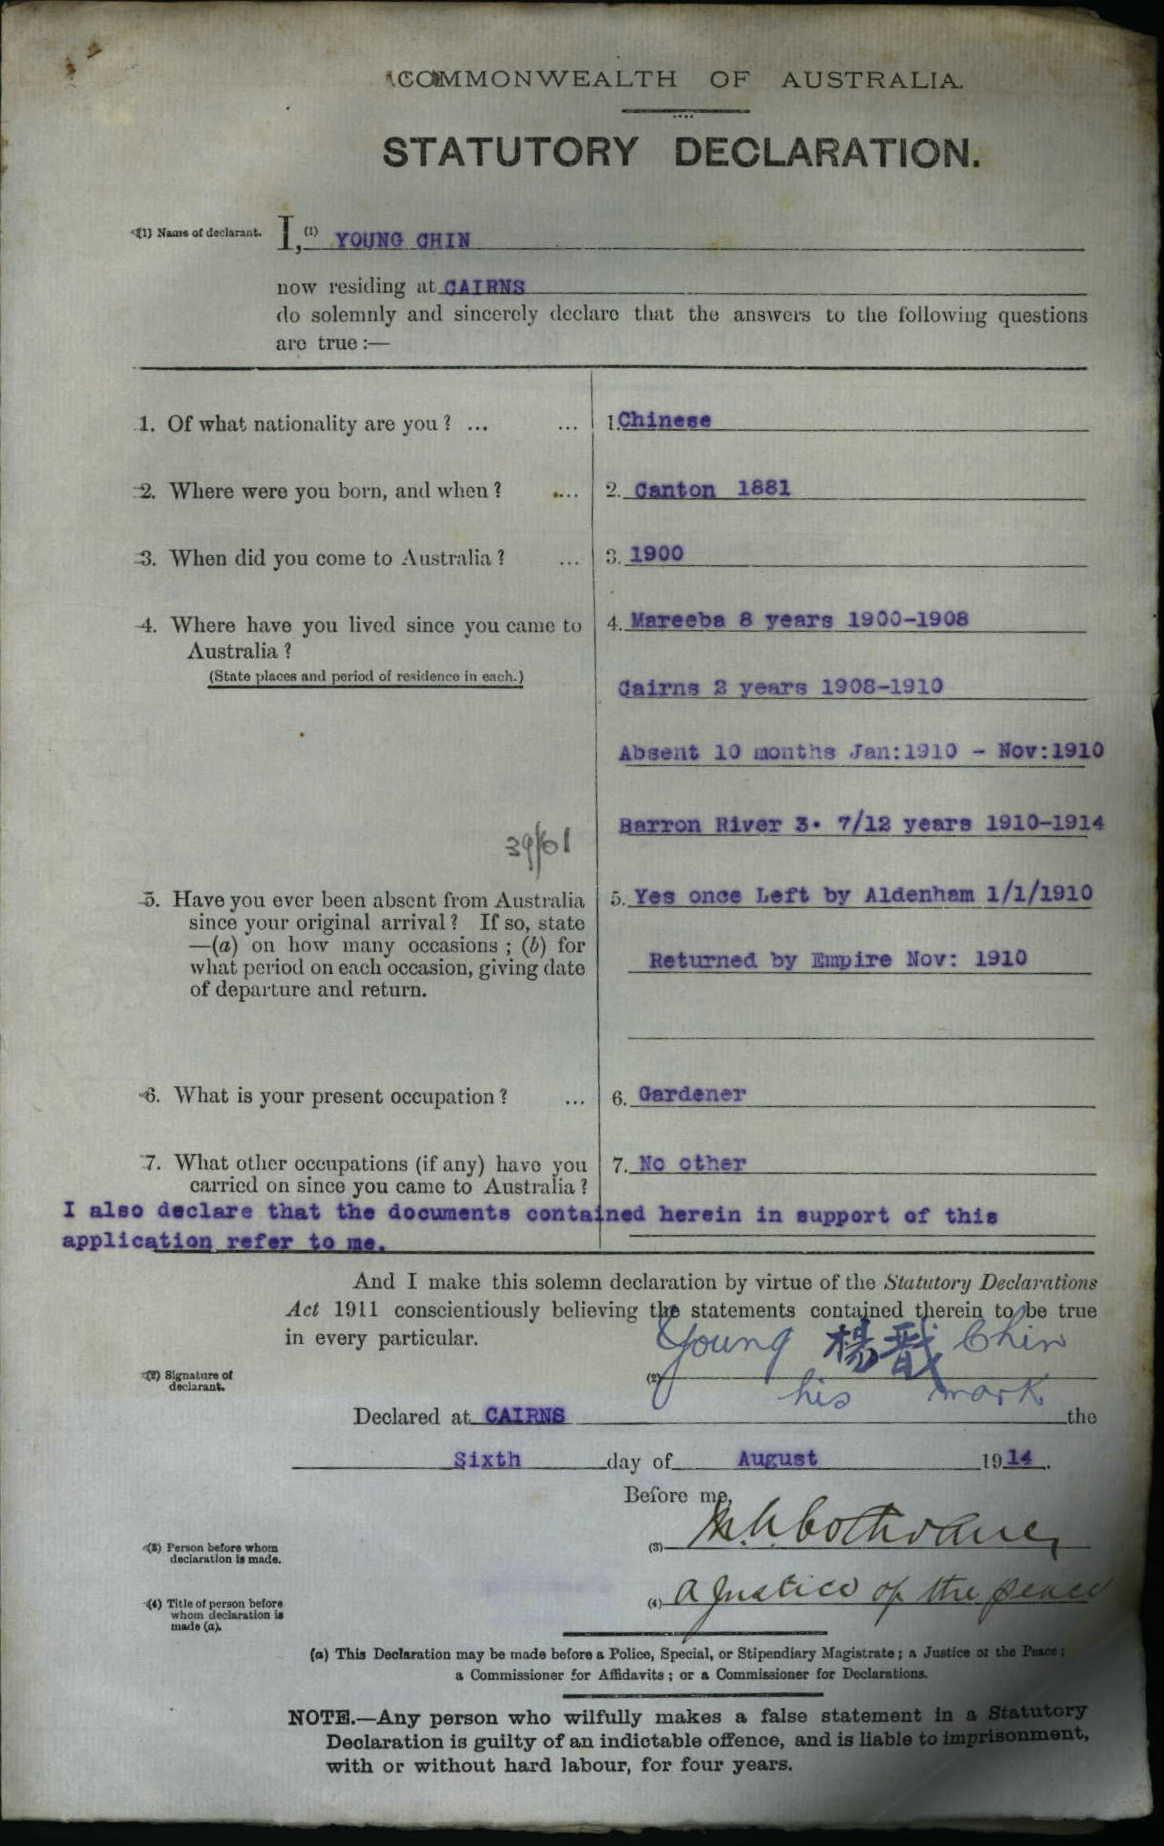 COMMONWEALTH OF AUSTRALIA.
STATUTORY DECLARATION.
(1) Name of declarant. I, (1) YOUNG CHIN
now residing at CAIRNS
do solemnly and sincerely declare that the answers to the following questions
are true:—
1. Of what nationality are you? ... ... 1. Chinese
2. Where were you born, and when? ... 2. Canton 1881
3. When did you come to Australia? ... 3. 1900
4. Where have you lived since you came to 4. Mareeba 8 years 1900-1908
Australia?
(State places and period of residence in each.)
Cairns 2 years 1908-1910
Absent 10 months Jan:1910 - Nov:1910
Barron River 3. 7/12 years 1910-1914
39/61
5. Have you ever been absent from Australia 5. Yes once Left by Aldenham 1/1/1910
since your original arrival? If so, state
—(a) on how many occasions; (b) for
what period on each occasion, giving date Returned by Empire Nov: 1910
of departure and return.
6. What is your present occupation? ... 6. Gardener
7. What other occupations (if any) have you 7. No other
carried on since you came to Australia?
I also declare that the documents contained herein in support of this
application refer to me.
And I make this solemn declaration by virtue of the Statutory Declarations
Act 1911 conscientiously believing the statements contained therein to be true
in every particular.
Young 楊 Chin
(2) Signature of
declarant. (2)
his mark
Declared at CAIRNS the
Sixth day of August 1914.
Before me,
(3) Person before whom
declaration is made. (3)
(4) Title of person before
whom declaration is
made (a). (4) a Justice of the peace
(a) This Declaration may be made before a Police, Special, or Stipendiary Magistrate; a Justice of the Peace;
a Commissioner for Affidavits; or a Commissioner for Declarations.
NOTE.—Any person who wilfully makes a false statement in a Statutory
Declaration is guilty of an indictable offence, and is liable to imprisonment,
with or without hard labour, for four years.